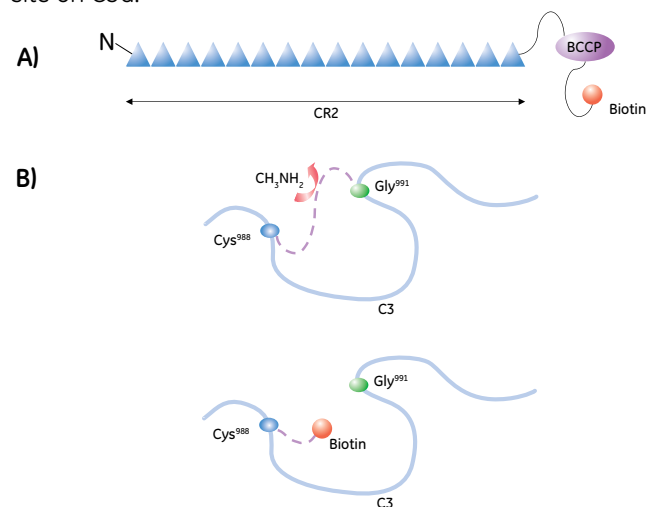 site on C3d.
A)
N
BCCP
Biotin
CR2
B)
CH₃NH₂
Gly⁹⁹¹
Cys⁹⁸⁸
C3
Gly⁹⁹¹
Cys⁹⁸⁸
Biotin
C3